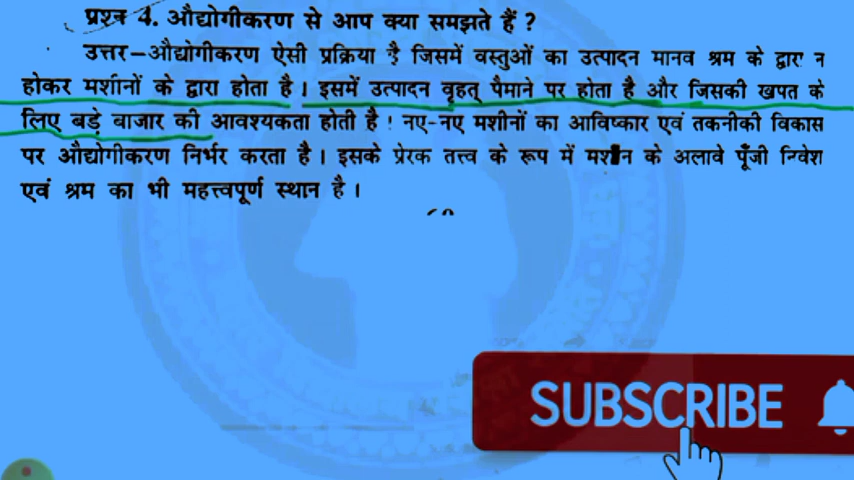 प्रश्न 4. औद्योगीकरण से आप क्या समझते हैं ?
उत्तर–औद्योगीकरण ऐसी प्रक्रिया है जिसमें वस्तुओं का उत्पादन मानव श्रम के द्वारा न
होकर मशीनों के द्वारा होता है। इसमें उत्पादन वृहत् पैमाने पर होता है और जिसकी खपत के
लिए बड़े बाजार की आवश्यकता होती है। नए-नए मशीनों का आविष्कार एवं तकनीकी विकास
पर औद्योगीकरण निर्भर करता है। इसके प्रेरक तत्त्व के रूप में मशीन के अलावे पूँजी निवेश
एवं श्रम का भी महत्त्वपूर्ण स्थान है।
SUBSCRIBE